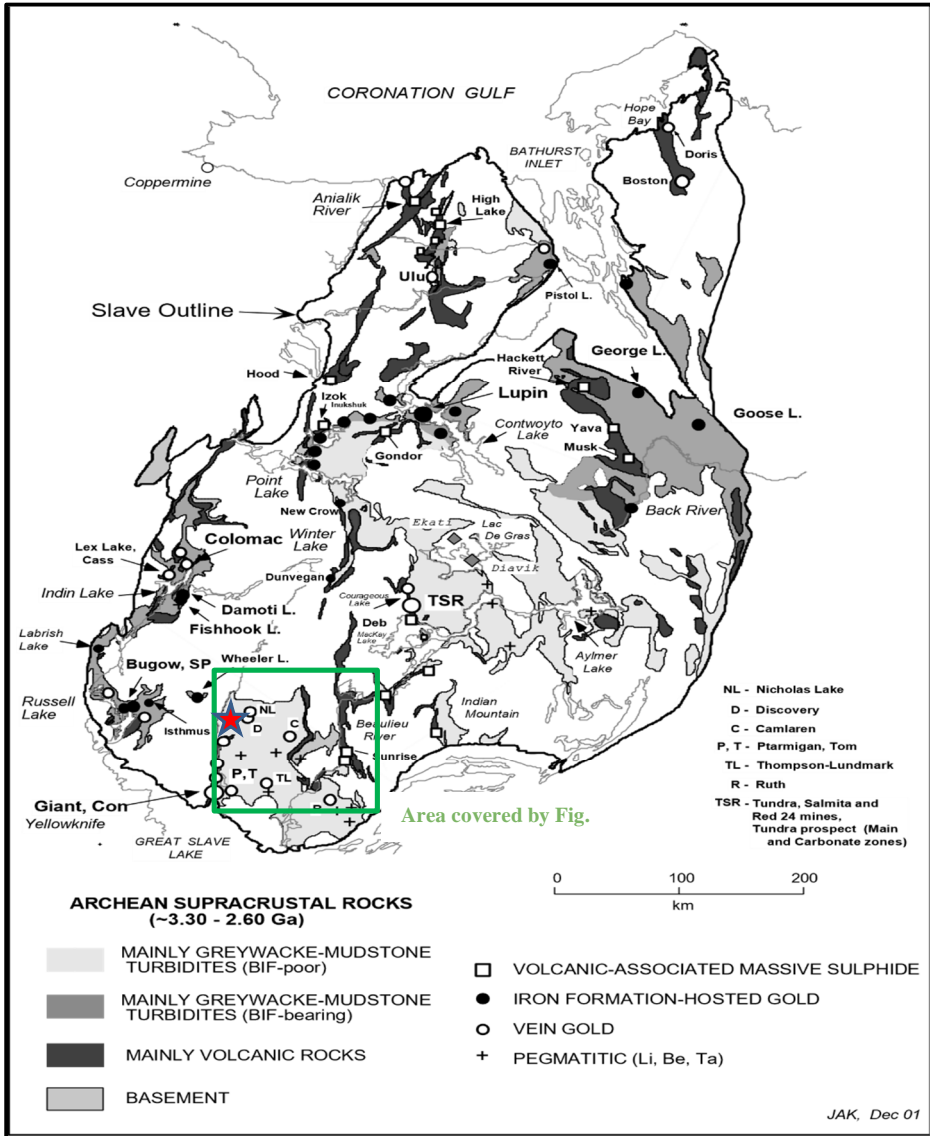 CORONATION GULF
Hope
Bay
Doris
BATHURST
INLET
Coppermine
Boston
Anialik
River
High
Lake
Ulu
Pistol L.
Slave Outline
Hackett
River
George L.
Hood
Izok
Inukshuk
Lupin
Goose L.
Contwoyto
Lake
Yava
Gondor
Musk
Point
Lake
New Crow
Back River
Ekati
Lac
De Gras
Colomac
Winter
Lake
Lex Lake,
Cass
Diavik
Dunvegan
Indin Lake
Courageous
Lake
TSR
Damoti L.
Fishhook L.
Deb
MacKay
Lake
Labrish
Lake
Aylmer
Lake
Bugow, SP
Wheeler L.
Russell
Lake
Isthmus
NL
D
C
Beaulieu
River
Indian
Mountain
Sunrise
P,T
TL
R
Giant, Con
Yellowknife
Area covered by Fig.
GREAT SLAVE
LAKE
NL - Nicholas Lake
D - Discovery
C - Camlaren
P, T - Ptarmigan, Tom
TL - Thompson-Lundmark
R - Ruth
TSR - Tundra, Salmita and
Red 24 mines,
Tundra prospect (Main
and Carbonate zones)
0 100 200
km
ARCHEAN SUPRACRUSTAL ROCKS
(~3.30 - 2.60 Ga)
MAINLY GREYWACKE-MUDSTONE
TURBIDITES (BIF-poor)
MAINLY GREYWACKE-MUDSTONE
TURBIDITES (BIF-bearing)
MAINLY VOLCANIC ROCKS
BASEMENT
VOLCANIC-ASSOCIATED MASSIVE SULPHIDE
IRON FORMATION-HOSTED GOLD
VEIN GOLD
PEGMATITIC (Li, Be, Ta)
JAK, Dec 01